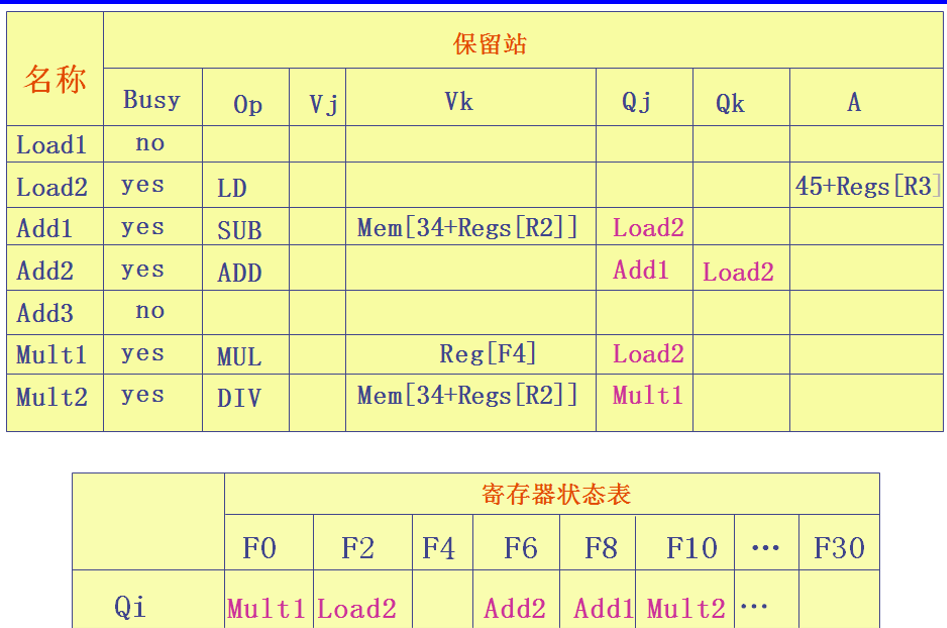 保留站
名称
Busy Op Vj Vk Qj Qk A
Load1 no
Load2 yes LD 45+Regs[R3]
Add1 yes SUB Mem[34+Regs[R2]] Load2
Add2 yes ADD Add1 Load2
Add3 no
Mult1 yes MUL Reg[F4] Load2
Mult2 yes DIV Mem[34+Regs[R2]] Mult1
寄存器状态表
F0 F2 F4 F6 F8 F10 … F30
Qi Mult1 Load2 Add2 Add1 Mult2 …